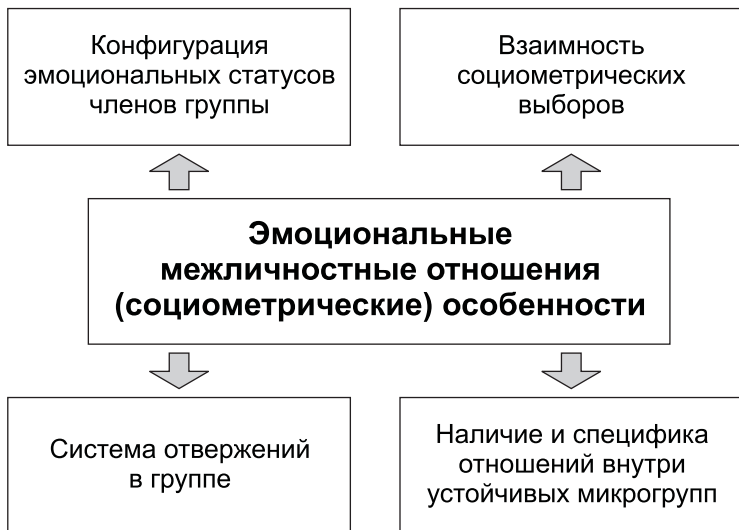 Конфигурация
эмоциональных статусов
членов группы
Взаимность
социометрических
выборов
Эмоциональные
межличностные отношения
(социометрические) особенности
Система отвержений
в группе
Наличие и специфика
отношений внутри
устойчивых микрогрупп